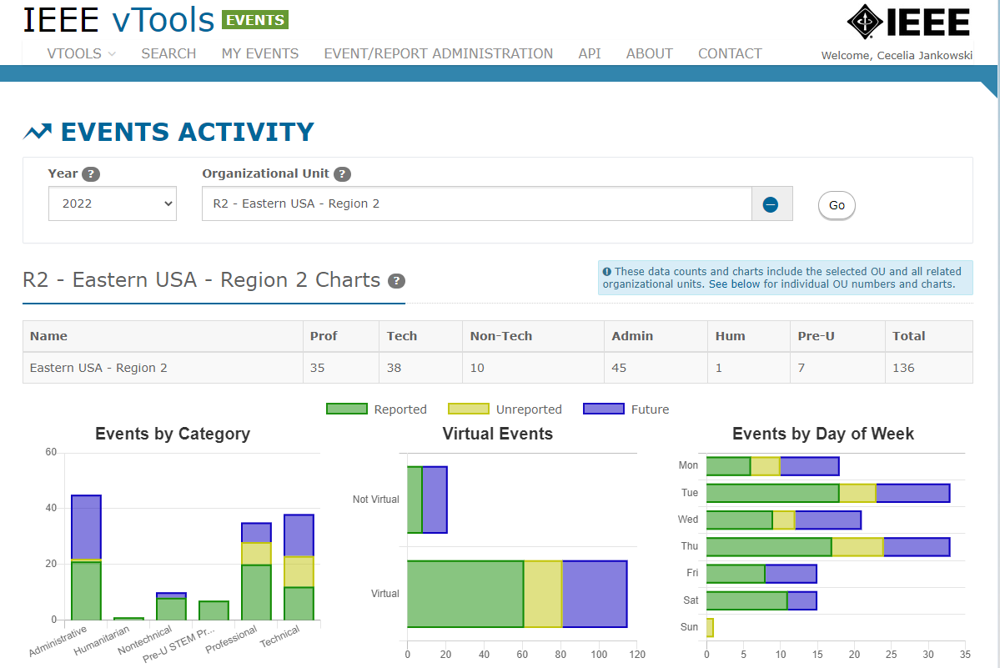 IEEE vTools EVENTS
IEEE
VTOOLS SEARCH MY EVENTS EVENT/REPORT ADMINISTRATION API ABOUT CONTACT
Welcome, Cecelia Jankowski
EVENTS ACTIVITY
Year ? Organizational Unit ?
2022 R2 - Eastern USA - Region 2 Go
R2 - Eastern USA - Region 2 Charts ?
These data counts and charts include the selected OU and all related
organizational units. See below for individual OU numbers and charts.
Name Prof Tech Non-Tech Admin Hum Pre-U Total
Eastern USA - Region 2 35 38 10 45 1 7 136
Reported Unreported Future
Events by Category
60
40
20
0
Administrative
Humanitarian
Nontechnical
Pre-U STEM Pr...
Professional
Technical
Virtual Events
Not Virtual
Virtual
0 20 40 60 80 100 120
Events by Day of Week
Mon
Tue
Wed
Thu
Fri
Sat
Sun
0 5 10 15 20 25 30 35